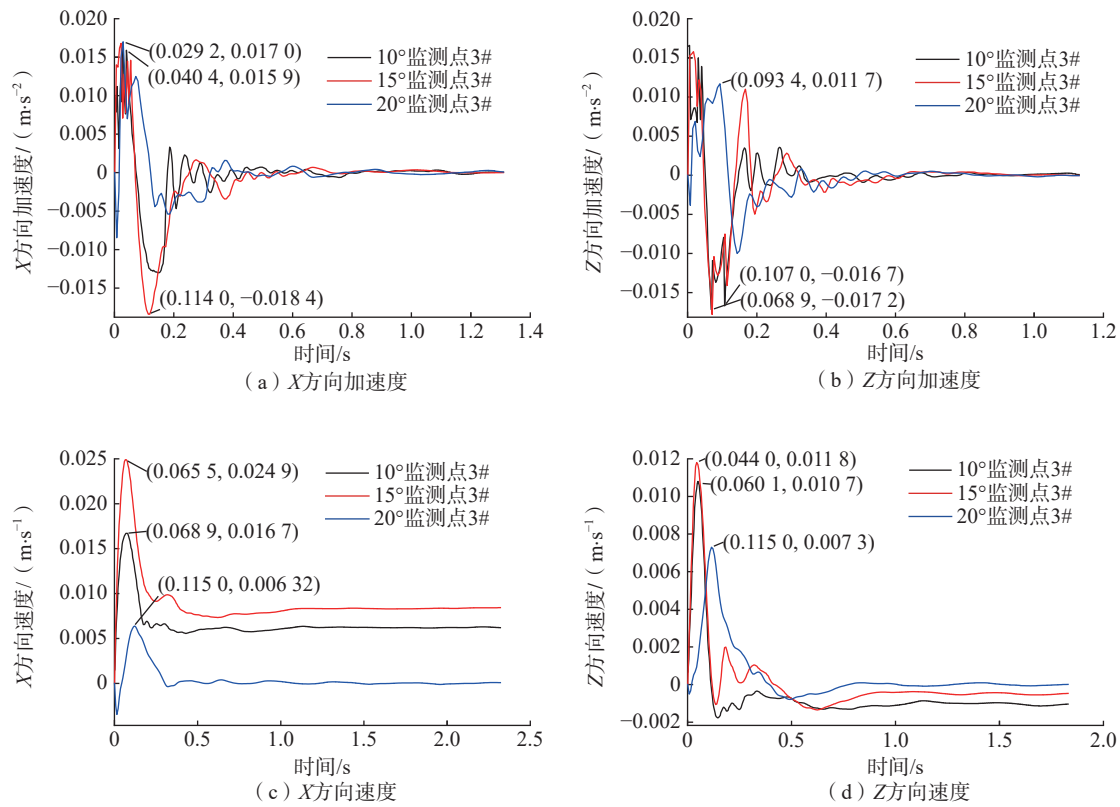 0.020
0.015
0.010
0.005
0
−0.005
−0.010
−0.015
X方向加速度/（m·s⁻²）
(0.029 2, 0.017 0)
(0.040 4, 0.015 9)
10°监测点3#
15°监测点3#
20°监测点3#
(0.114 0, −0.018 4)
0 0.2 0.4 0.6 0.8 1.0 1.2 1.4
时间/s
（a）X方向加速度
0.020
0.015
0.010
0.005
0
−0.005
−0.010
−0.015
Z方向加速度/（m·s⁻²）
(0.093 4, 0.011 7)
10°监测点3#
15°监测点3#
20°监测点3#
(0.107 0, −0.016 7)
(0.068 9, −0.017 2)
0 0.2 0.4 0.6 0.8 1.0 1.2
时间/s
（b）Z方向加速度
0.025
0.020
0.015
0.010
0.005
0
X方向速度/（m·s⁻¹）
(0.065 5, 0.024 9)
(0.068 9, 0.016 7)
(0.115 0, 0.006 32)
10°监测点3#
15°监测点3#
20°监测点3#
0 0.5 1.0 1.5 2.0 2.5
时间/s
（c）X方向速度
0.012
0.010
0.008
0.006
0.004
0.002
0
−0.002
Z方向速度/（m·s⁻¹）
(0.044 0, 0.011 8)
(0.060 1, 0.010 7)
(0.115 0, 0.007 3)
10°监测点3#
15°监测点3#
20°监测点3#
0 0.5 1.0 1.5 2.0
时间/s
（d）Z方向速度